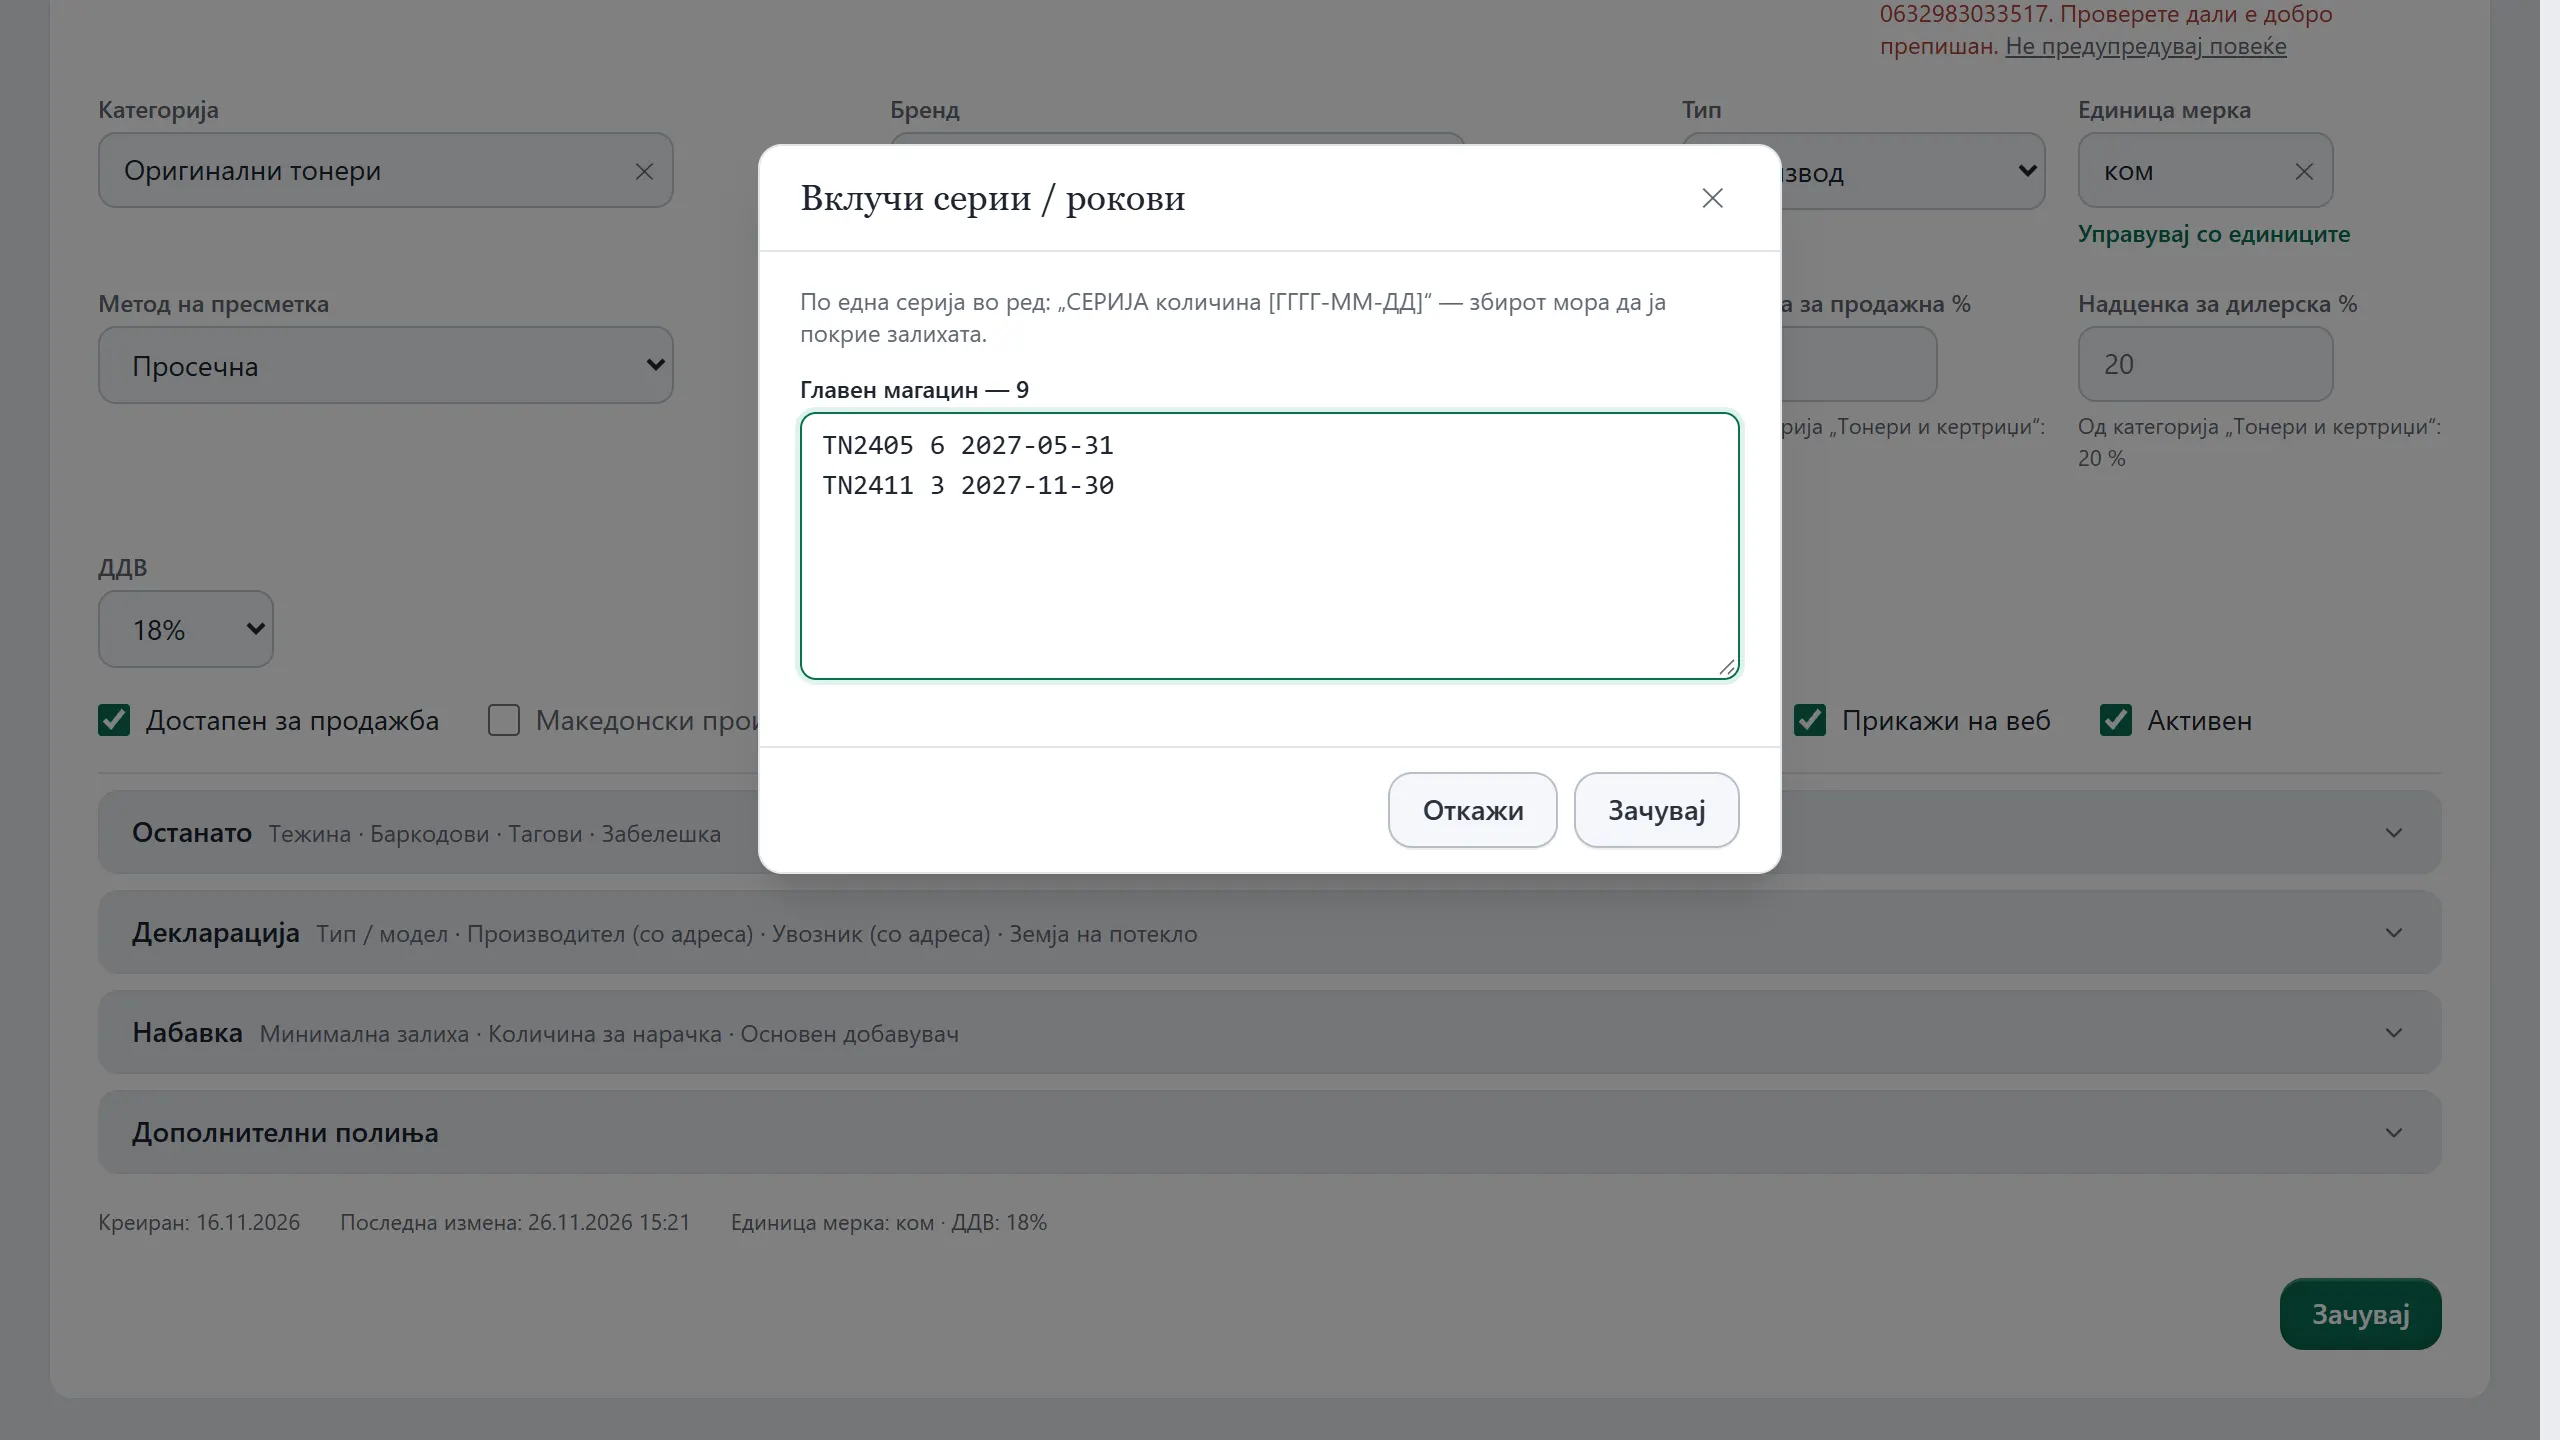 0632983033517. Проверете дали е добро
препишан. Не предупредувај повеќе
Категорија
Бренд
Тип
Единица мерка
Оригинални тонери
ком
Управувај со единиците
Метод на пресметка
Надценка за дилерска %
за продажна %
Просечна
20
Од категорија „Тонери и кертриџи“:
20 %
„Тонери и кертриџи“:
ДДВ
18%
Достапен за продажба
Македонски
Прикажи на веб
Активен
Вклучи серии / рокови
По една серија во ред: „СЕРИЈА количина [ГГГГ-ММ-ДД]“ — збирот мора да ја
покрие залихата.
Главен магацин — 9
TN2405 6 2027-05-31
TN2411 3 2027-11-30
Откажи
Зачувај
Останато Тежина · Баркодови · Тагови · Забелешка
Декларација Тип / модел · Производител (со адреса) · Увозник (со адреса) · Земја на потекло
Набавка Минимална залиха · Количина за нарачка · Основен добавувач
Дополнителни полиња
Креиран: 16.11.2026 Последна измена: 26.11.2026 15:21 Единица мерка: ком · ДДВ: 18%
Зачувај